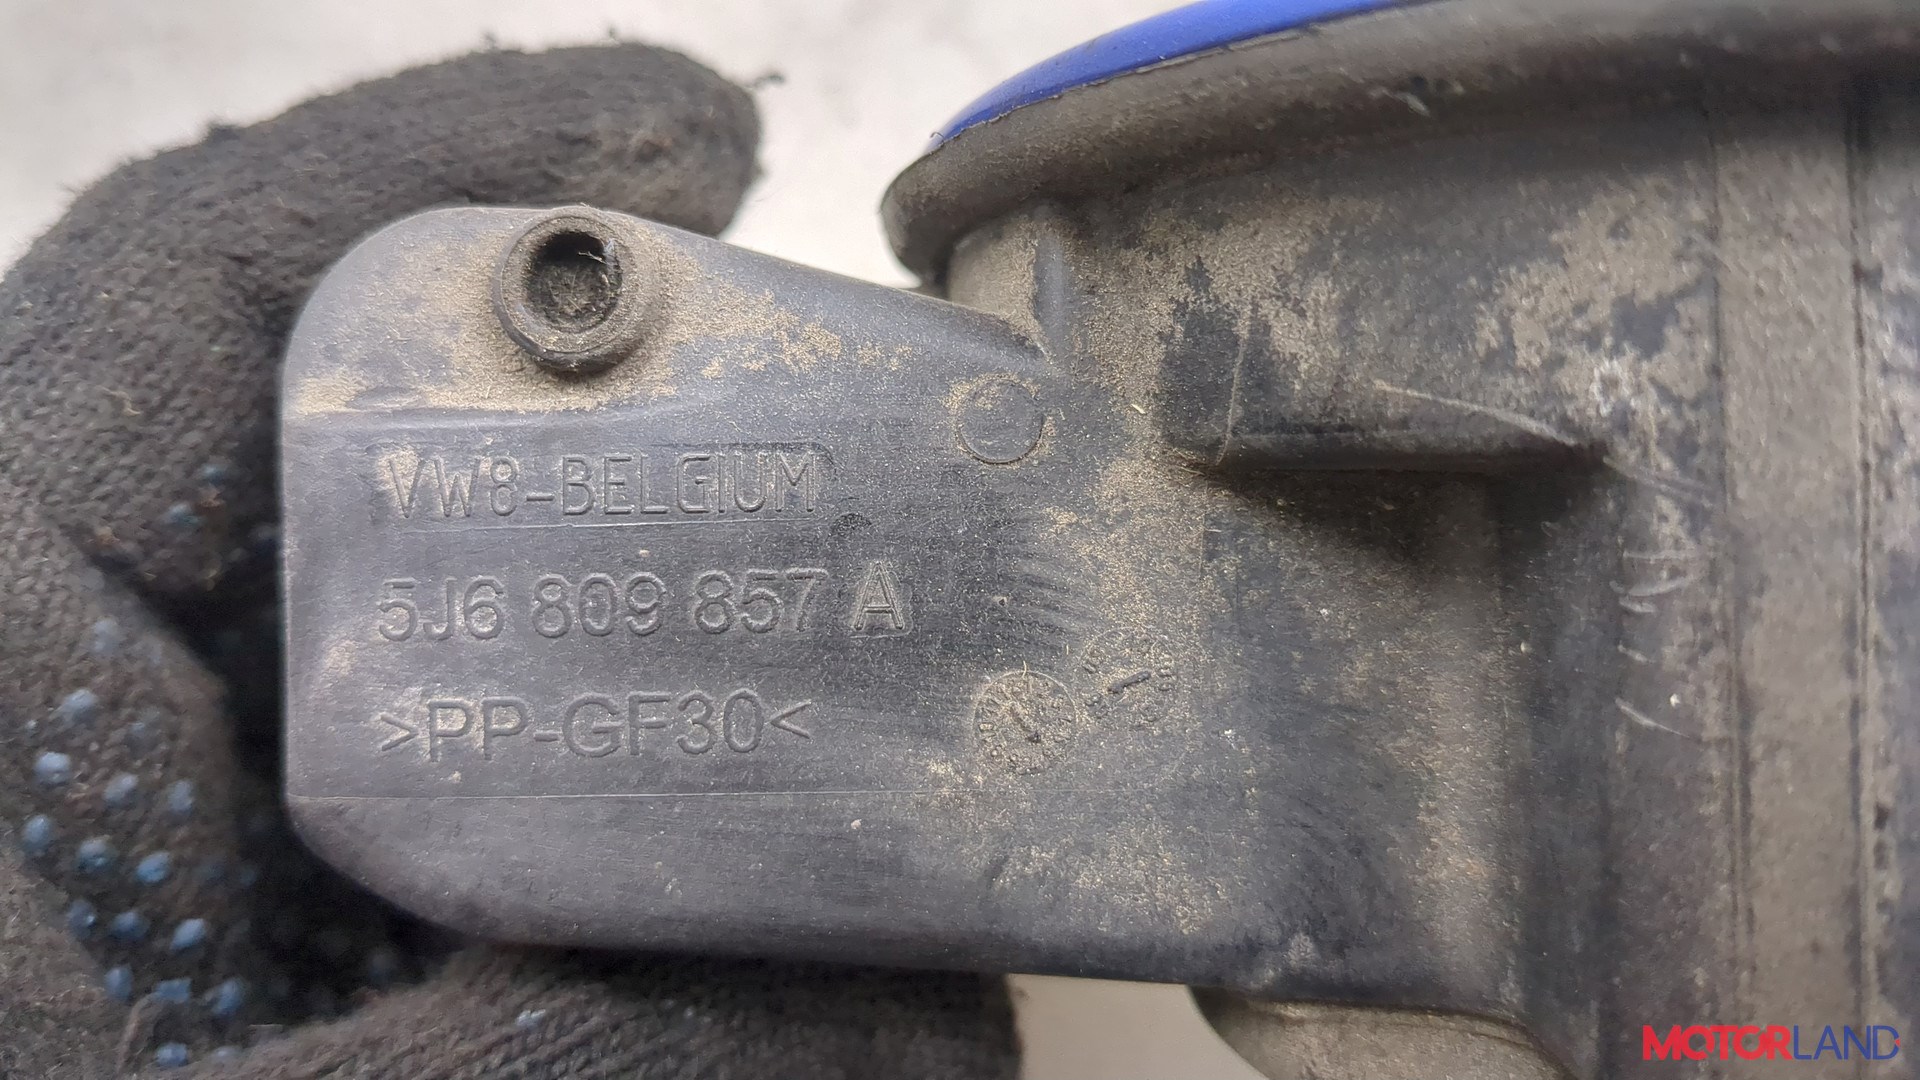 VW8-BELGIUM
5J6 809 857 A
>PP-GF30<
MOTORLAND